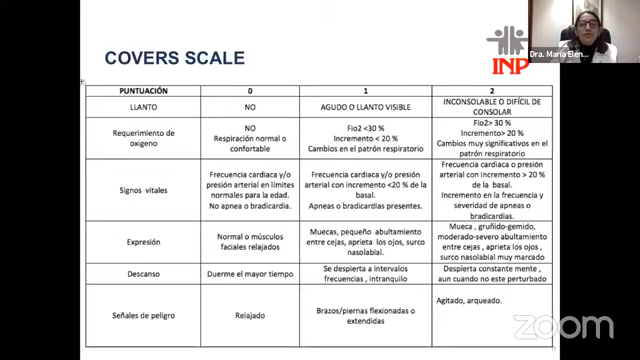 Dra. María Elen...
COVERS SCALE
INP
PUNTUACIÓN 0 1 2
LLANTO NO AGUDO O LLANTO VISIBLE INCONSOLABLE O DIFÍCIL DE
CONSOLAR
Requerimiento de
oxigeno
NO
Respiración normal o
confortable
Fio2 <30 %
Incremento < 20 %
Cambios en el patrón respiratorio
Fio2> 30 %
Incremento> 20 %
Cambios muy significativos en el
patrón respiratorio
Signos vitales
Frecuencia cardiaca y/o
presión arterial en límites
normales para la edad.
No apnea o bradicardia.
Frecuencia cardíaca y/o presión
arterial con incremento <20 % de la
basal.
Apneas o bradicardias presentes.
Frecuencia cardiaca o presión
arterial con incremento > 20 %
de la basal.
Incremento en la frecuencia y
severidad de apneas o
bradicardias.
Expresión
Normal o músculos
faciales relajados
Muecas, pequeño abultamiento
entre cejas, aprieta los ojos, surco
nasolabial.
Mueca , gruñido-gemido,
moderado-severo abultamiento
entre cejas , aprieta los ojos ,
surco nasolabial muy marcado
Descanso
Duerme el mayor tiempo
Se despierta a intervalos
frecuencias , intranquilo
Despierta constante mente ,
aun cuando no este perturbado
Señales de peligro
Relajado
Brazos/piernas flexionadas o
extendidas
Agitado, arqueado.
zoom